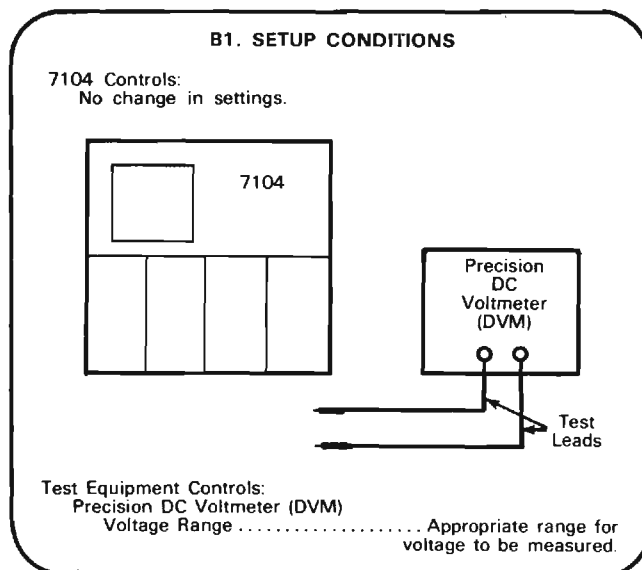 B1. SETUP CONDITIONS
7104 Controls:
No change in settings.
7104
Precision
DC
Voltmeter
(DVM)
Test
Leads
Test Equipment Controls:
Precision DC Voltmeter (DVM)
Voltage Range .................... Appropriate range for
voltage to be measured.